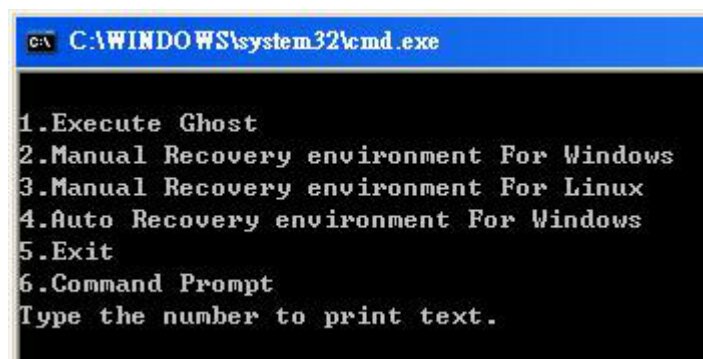 C:\WINDOWS\system32\cmd.exe
1.Execute Ghost
2.Manual Recovery environment For Windows
3.Manual Recovery environment For Linux
4.Auto Recovery environment For Windows
5.Exit
6.Command Prompt
Type the number to print text.